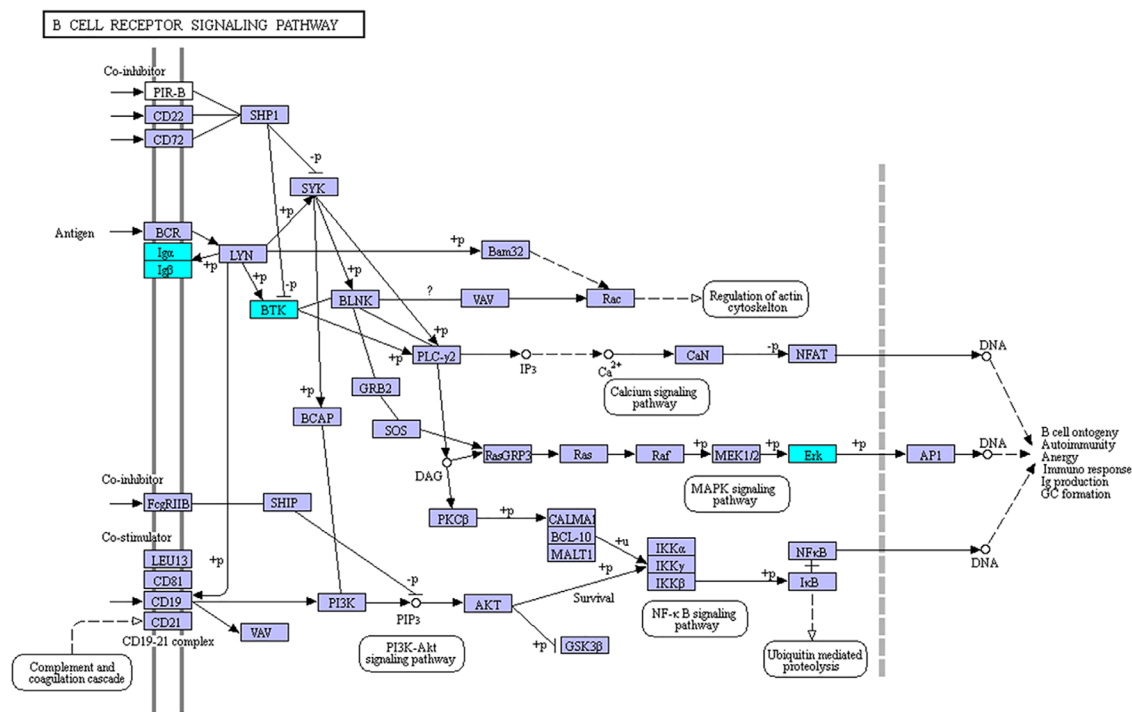 B CELL RECEPTOR SIGNALING PATHWAY
Co-inhibitor
PIR-B
CD22
SHP1
CD72
-p
SYK
+p
Antigen
BCR
Igα
Igβ
+p
LYN
+p
Bam32
+p
-p
+p
BTK
BLNK
?
VAV
Rac
Regulation of actin
cytoskelton
+p
+p
PLC-γ2
IP3
Ca2+
CaN
-p
NFAT
DNA
Calcium signaling
pathway
GRB2
+p
BCAP
SOS
RasGRP3
Ras
Raf
+p
MEK1/2
+p
Erk
+p
AP1
DNA
DAG
MAPK signaling
pathway
B cell ontogeny
Autoimmunity
Anergy
Immuno response
Ig production
GC formation
Co-inhibitor
FcgRIIB
SHIP
PKCβ
+p
CALMA1
BCL-10
MALT1
+u
IKKα
IKKγ
IKKβ
+p
+p
NFκB
IκB
DNA
Co-stimulator
LEU13
CD81
CD19
CD21
+p
CD19-21 complex
VAV
PI3K
-p
PIP3
AKT
Survival
+p
GSK3β
NF-κ B signaling
pathway
PI3K-Akt
signaling pathway
Ubiquitin mediated
proteolysis
Complement and
coagulation cascade